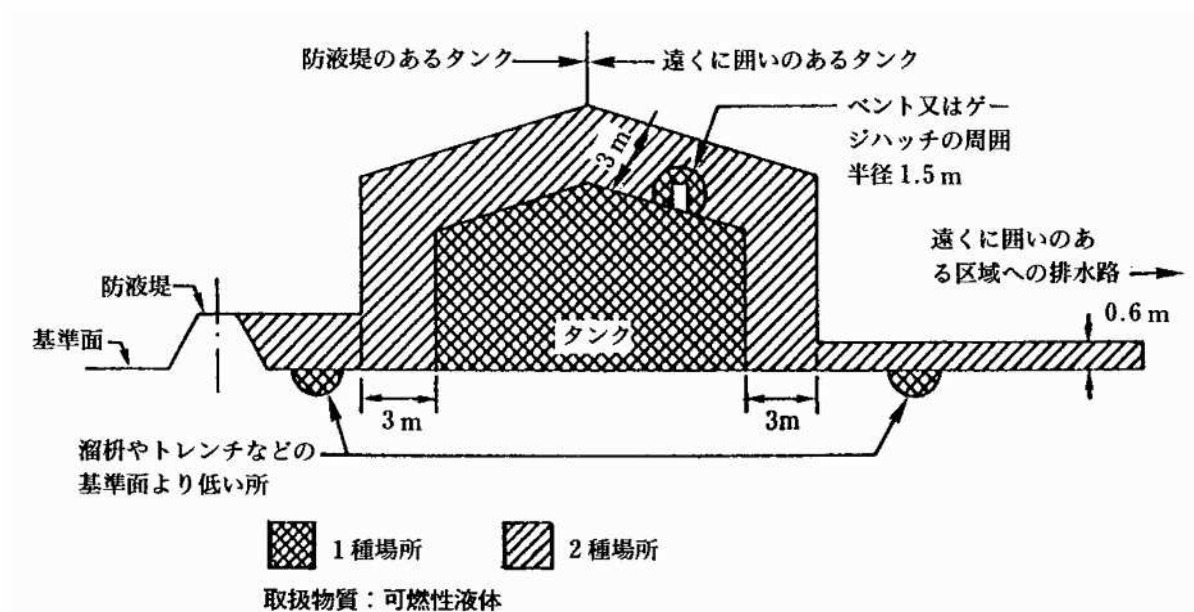 防液堤のあるタンク
遠くに囲いのあるタンク
ベント又はゲー
ジハッチの周囲
半径1.5m
3m
遠くに囲いのあ
る区域への排水路
防液堤
0.6m
基準面
タンク
3m
3m
溜枡やトレンチなどの
基準面より低い所
1種場所
2種場所
取扱物質：可燃性液体